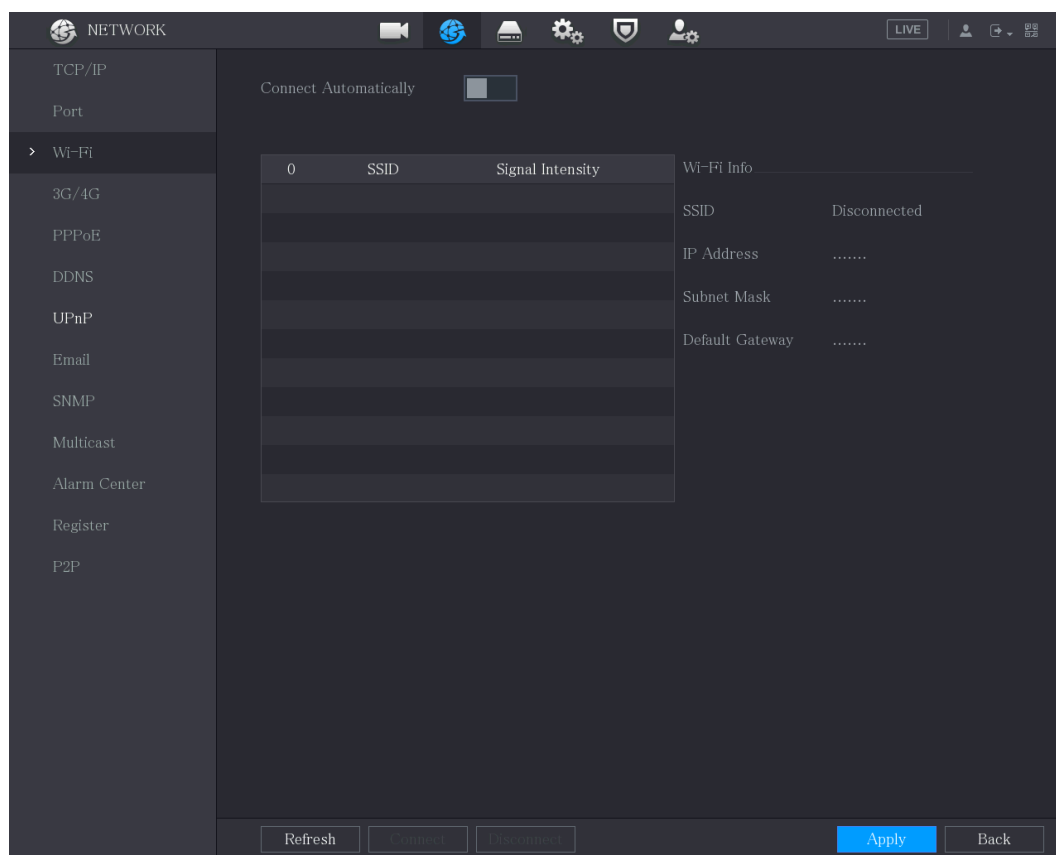 NETWORK
LIVE
TCP/IP
Port
Wi-Fi
3G/4G
PPPoE
DDNS
UPnP
Email
SNMP
Multicast
Alarm Center
Register
P2P
Connect Automatically
0 SSID Signal Intensity
Wi-Fi Info
SSID Disconnected
IP Address .......
Subnet Mask .......
Default Gateway .......
Refresh Connect Disconnect Apply Back